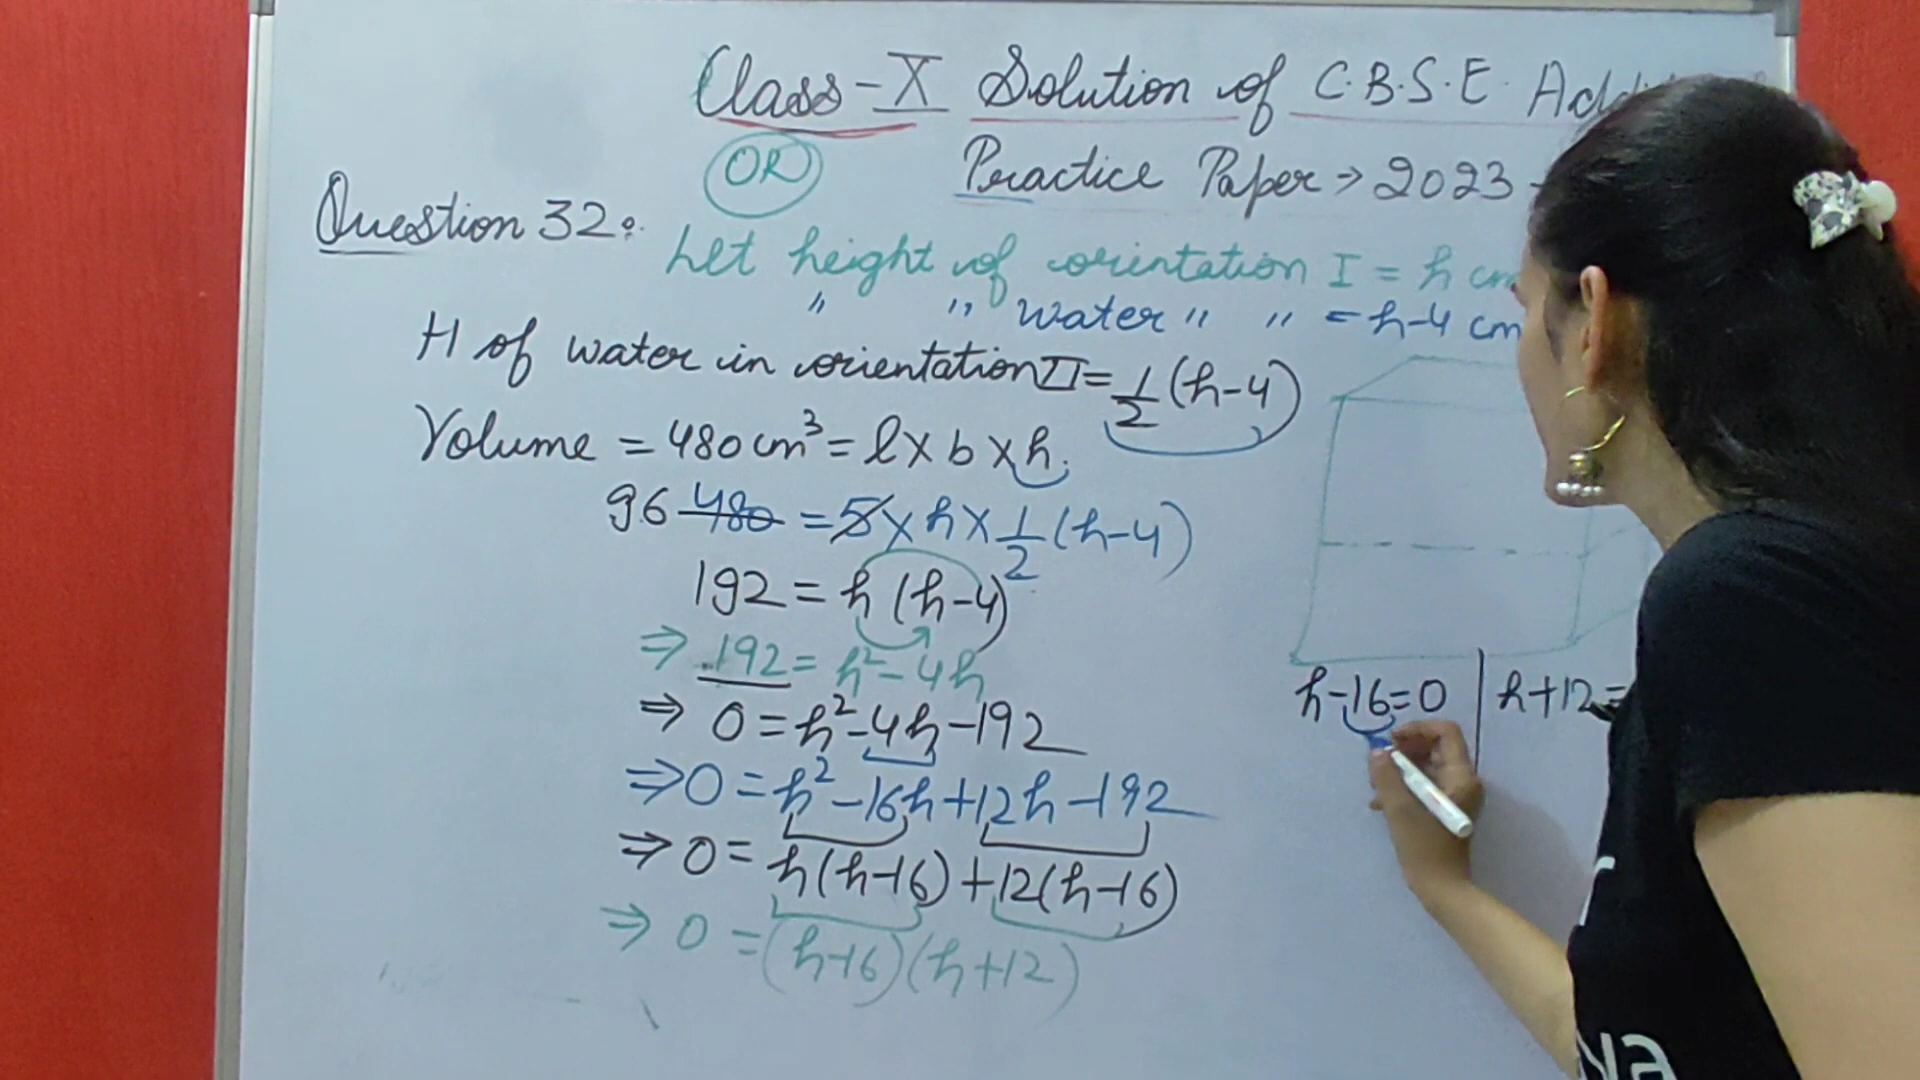 Class-X Solution of C.B.S.E. Add
OR
Practice Paper → 2023 -
Question 32:
Let height of orientation I = h cm
" " water " " = h-4 cm
H of water in orientation II = 1/2 (h-4)
Volume = 480 cm³ = l × b × h.
96 480 = 5 × h × 1/2 (h-4)
192 = h (h-4)
⇒ 192 = h² - 4h
⇒ 0 = h² - 4h - 192
⇒ 0 = h² - 16h + 12h - 192
⇒ 0 = h(h-16) + 12(h-16)
⇒ 0 = (h-16)(h+12)
h-16=0 | h+12=